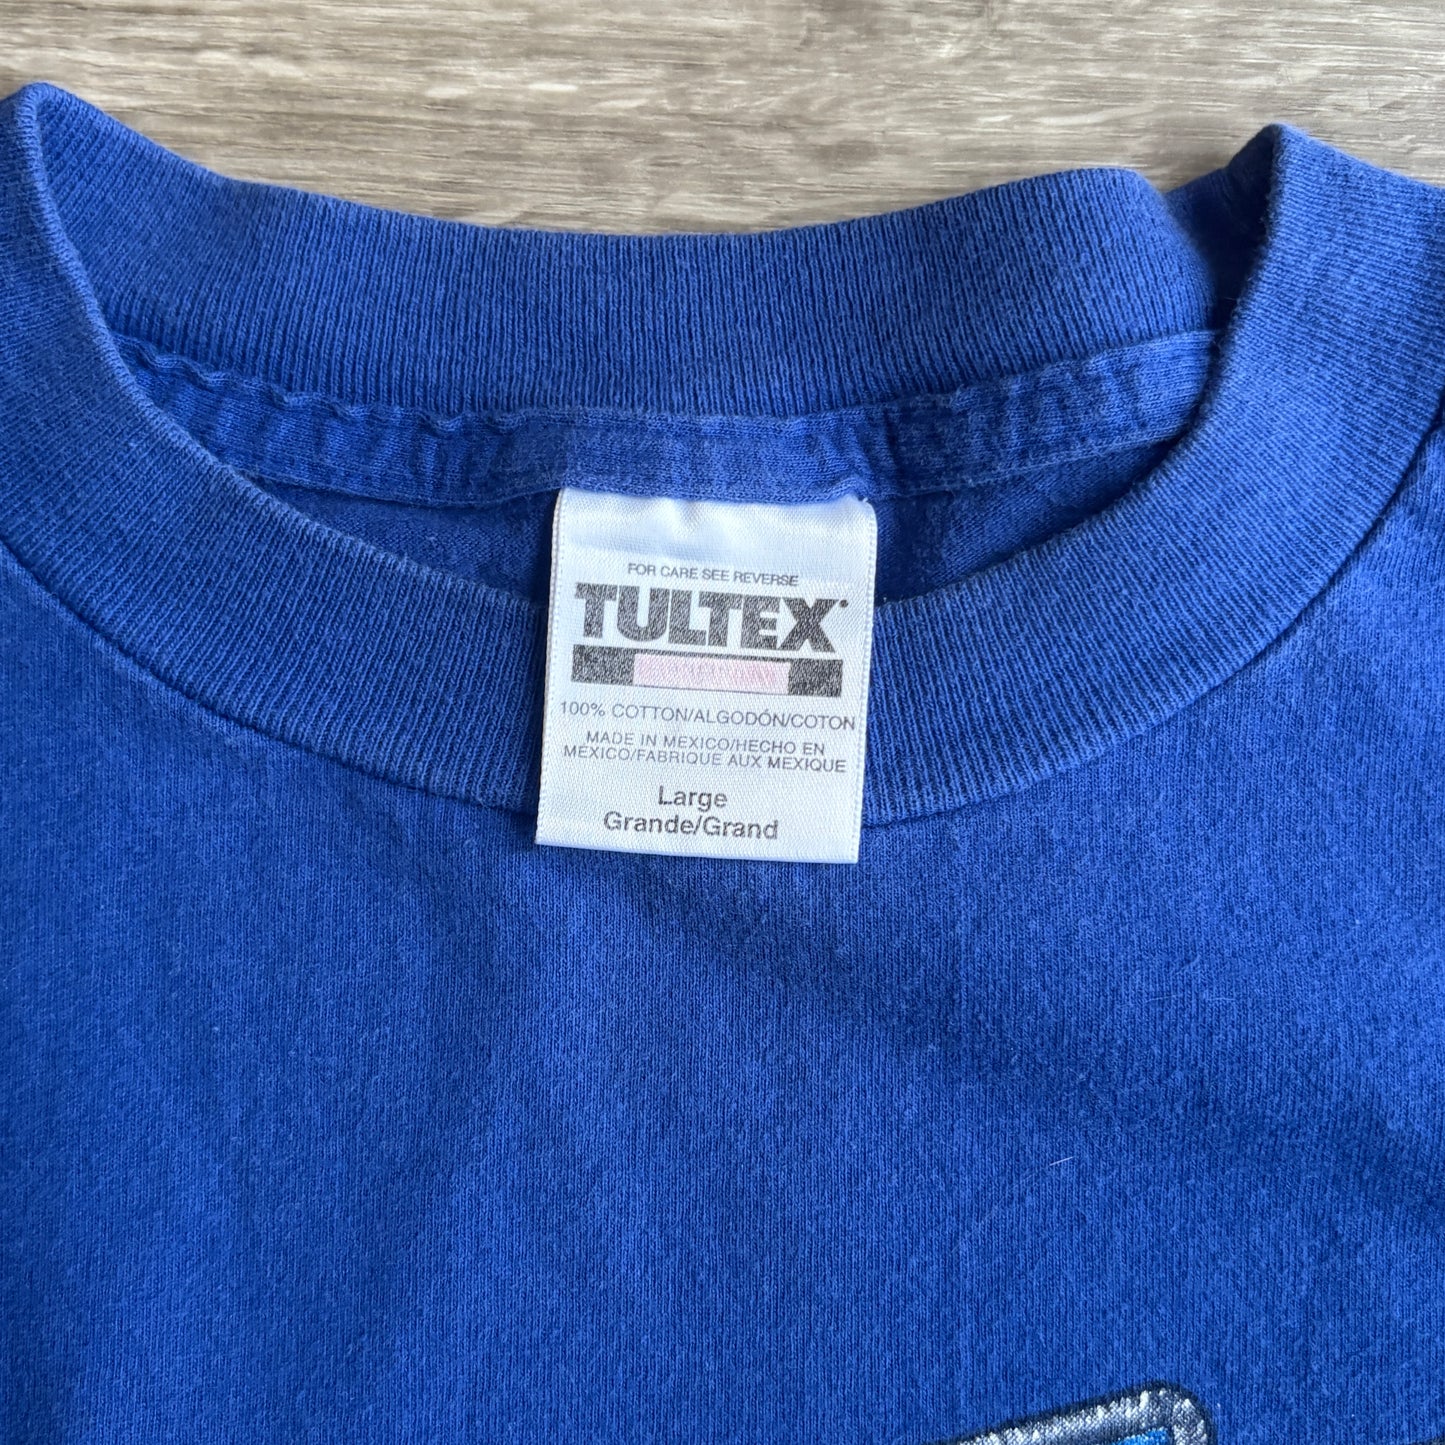 FOR CARE SEE REVERSE
TULTEX
100% COTTON/ALGODÓN/COTON
MADE IN MEXICO/HECHO EN
MÉXICO/FABRIQUE AUX MEXIQUE
Large
Grande/Grand